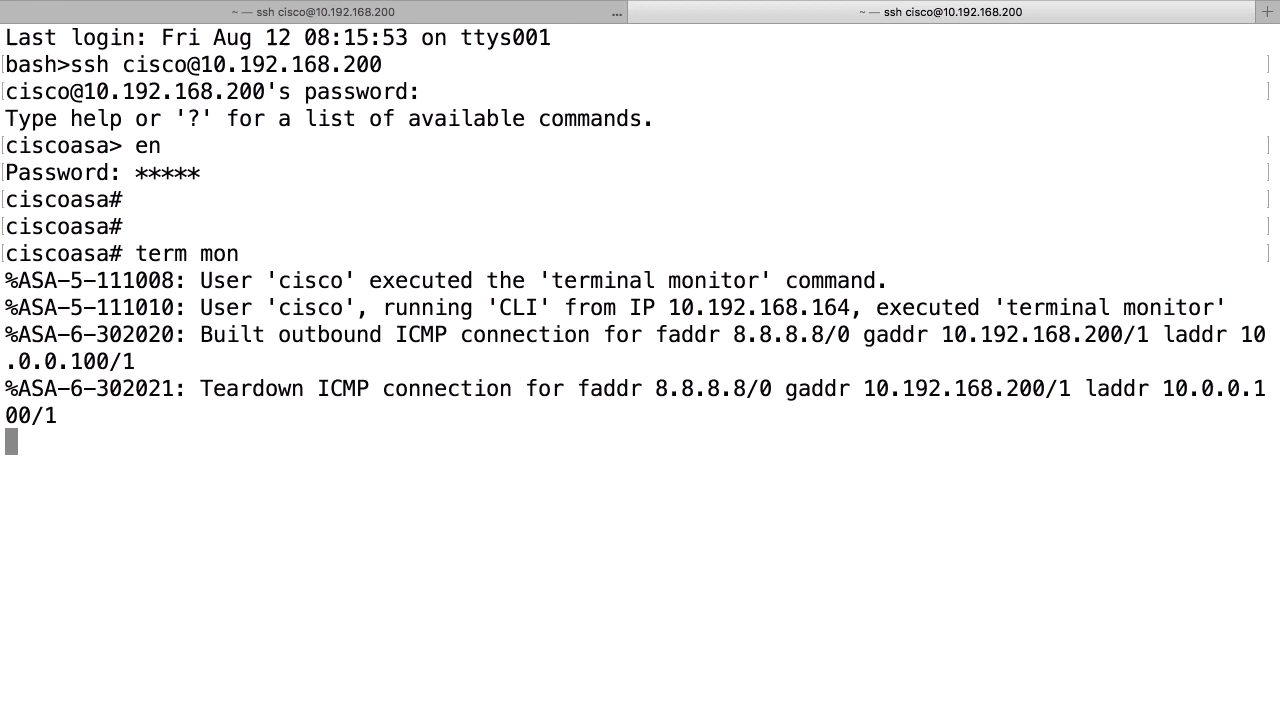 ~ — ssh cisco@10.192.168.200 ... ~ — ssh cisco@10.192.168.200 +
Last login: Fri Aug 12 08:15:53 on ttys001
[bash>ssh cisco@10.192.168.200 ]
[cisco@10.192.168.200's password: ]
Type help or '?' for a list of available commands.
[ciscoasa> en ]
[Password: ***** ]
[ciscoasa# ]
[ciscoasa# ]
[ciscoasa# term mon ]
%ASA-5-111008: User 'cisco' executed the 'terminal monitor' command.
%ASA-5-111010: User 'cisco', running 'CLI' from IP 10.192.168.164, executed 'terminal monitor'
%ASA-6-302020: Built outbound ICMP connection for faddr 8.8.8.8/0 gaddr 10.192.168.200/1 laddr 10
.0.0.100/1
%ASA-6-302021: Teardown ICMP connection for faddr 8.8.8.8/0 gaddr 10.192.168.200/1 laddr 10.0.0.1
00/1